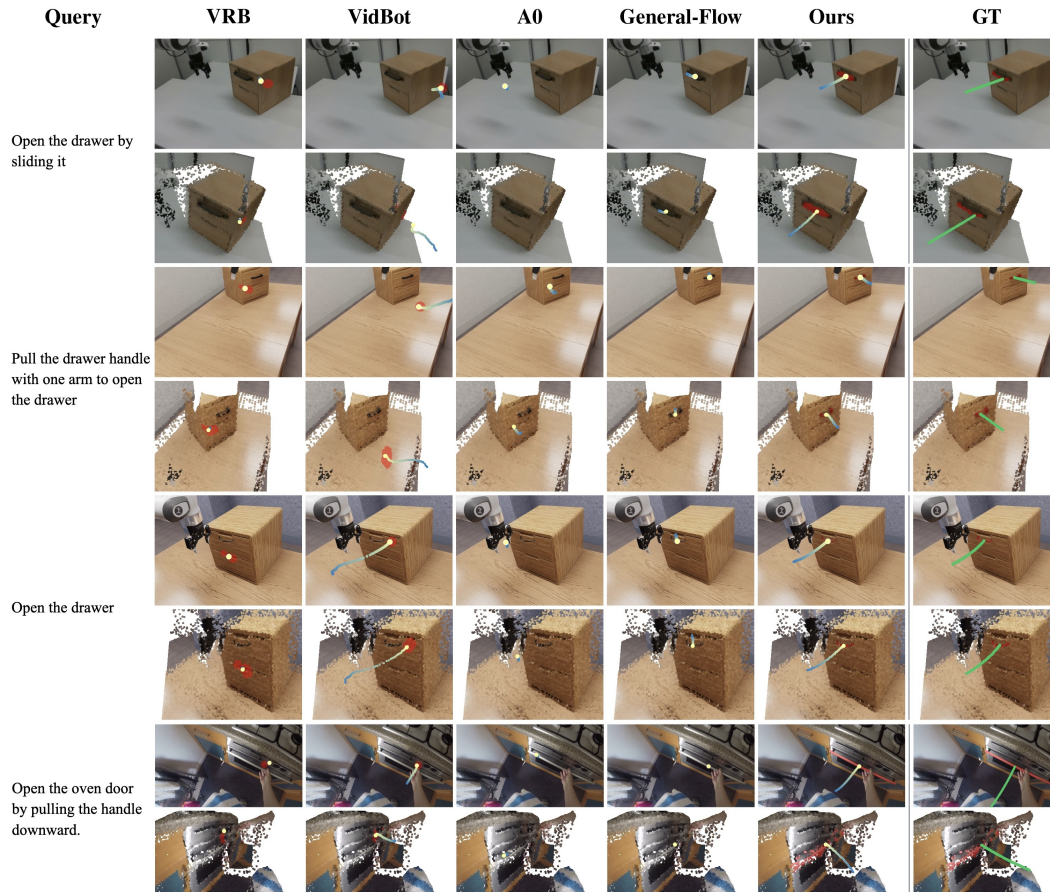 Query VRB VidBot A0 General-Flow Ours GT
Open the drawer by
sliding it
Pull the drawer handle
with one arm to open
the drawer
Open the drawer
Open the oven door
by pulling the handle
downward.